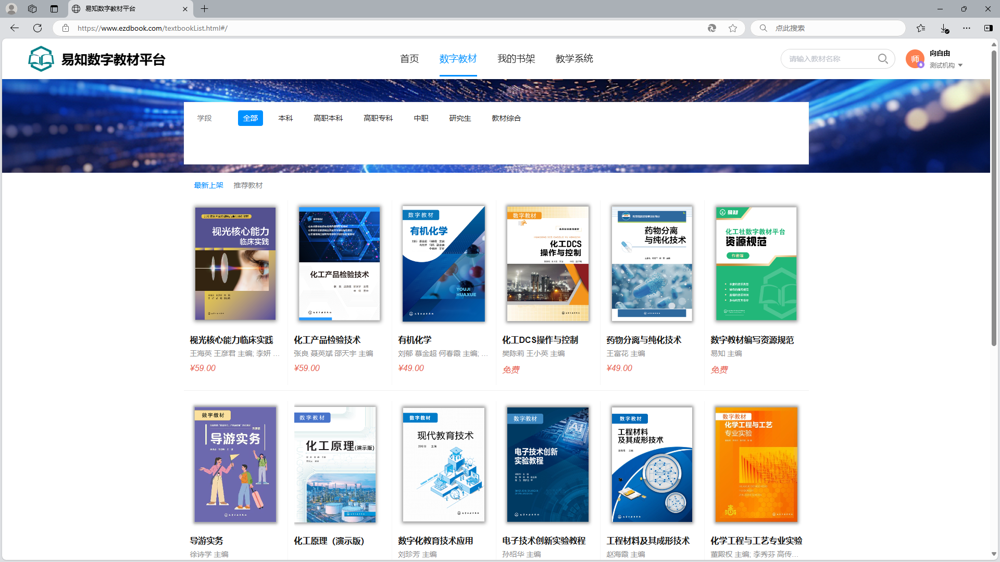 易知数字教材平台
https://www.ezdbook.com/textbookList.html#/
点此搜索
易知数字教材平台
首页
数字教材
我的书架
教学系统
请输入教材名称
师
向自由
测试机构
学段
全部
本科
高职本科
高职专科
中职
研究生
教材综合
最新上架
推荐教材
视光核心能力
临床实践
数字教材
化工产品检验技术
数字教材
有机化学
YOUJI
HUAXUE
数字教材
化工DCS
操作与控制
药物分离
与纯化技术
易知
化工社数字教材平台
资源规范
作者端
视光核心能力临床实践
王海英 王彦君 主编; 李妍 ...
¥59.00
化工产品检验技术
张良 聂英斌 邵天宇 主编
¥59.00
有机化学
刘郁 慕金超 何春霞 主编; ...
¥49.00
化工DCS操作与控制
樊陈莉 王小英 主编
免费
药物分离与纯化技术
王富花 主编
¥49.00
数字教材编写资源规范
易知 主编
免费
数字教材
导游实务
数字教材
化工原理(演示版)
数字教材
现代教育技术
刘珍芳 主编
数字教材
AI
电子技术创新
实验教程
数字教材
工程材料
及其成形技术
赵海霞 主编
数字教材
化学工程与工艺
专业实验
导游实务
徐诗学 主编
化工原理（演示版）
数字化教育技术应用
刘珍芳 主编
电子技术创新实验教程
孙绍华 主编
工程材料及其成形技术
赵海霞 主编
化学工程与工艺专业实验
董殿权 主编; 李秀芬 高传...